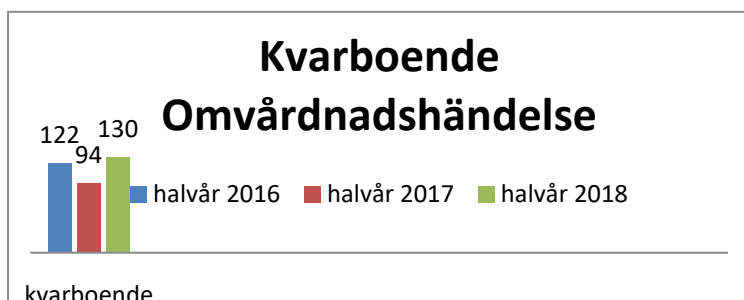 Kvarboende
Omvårdnadshändelse
122
94
130
halvår 2016 halvår 2017 halvår 2018
kvarboende